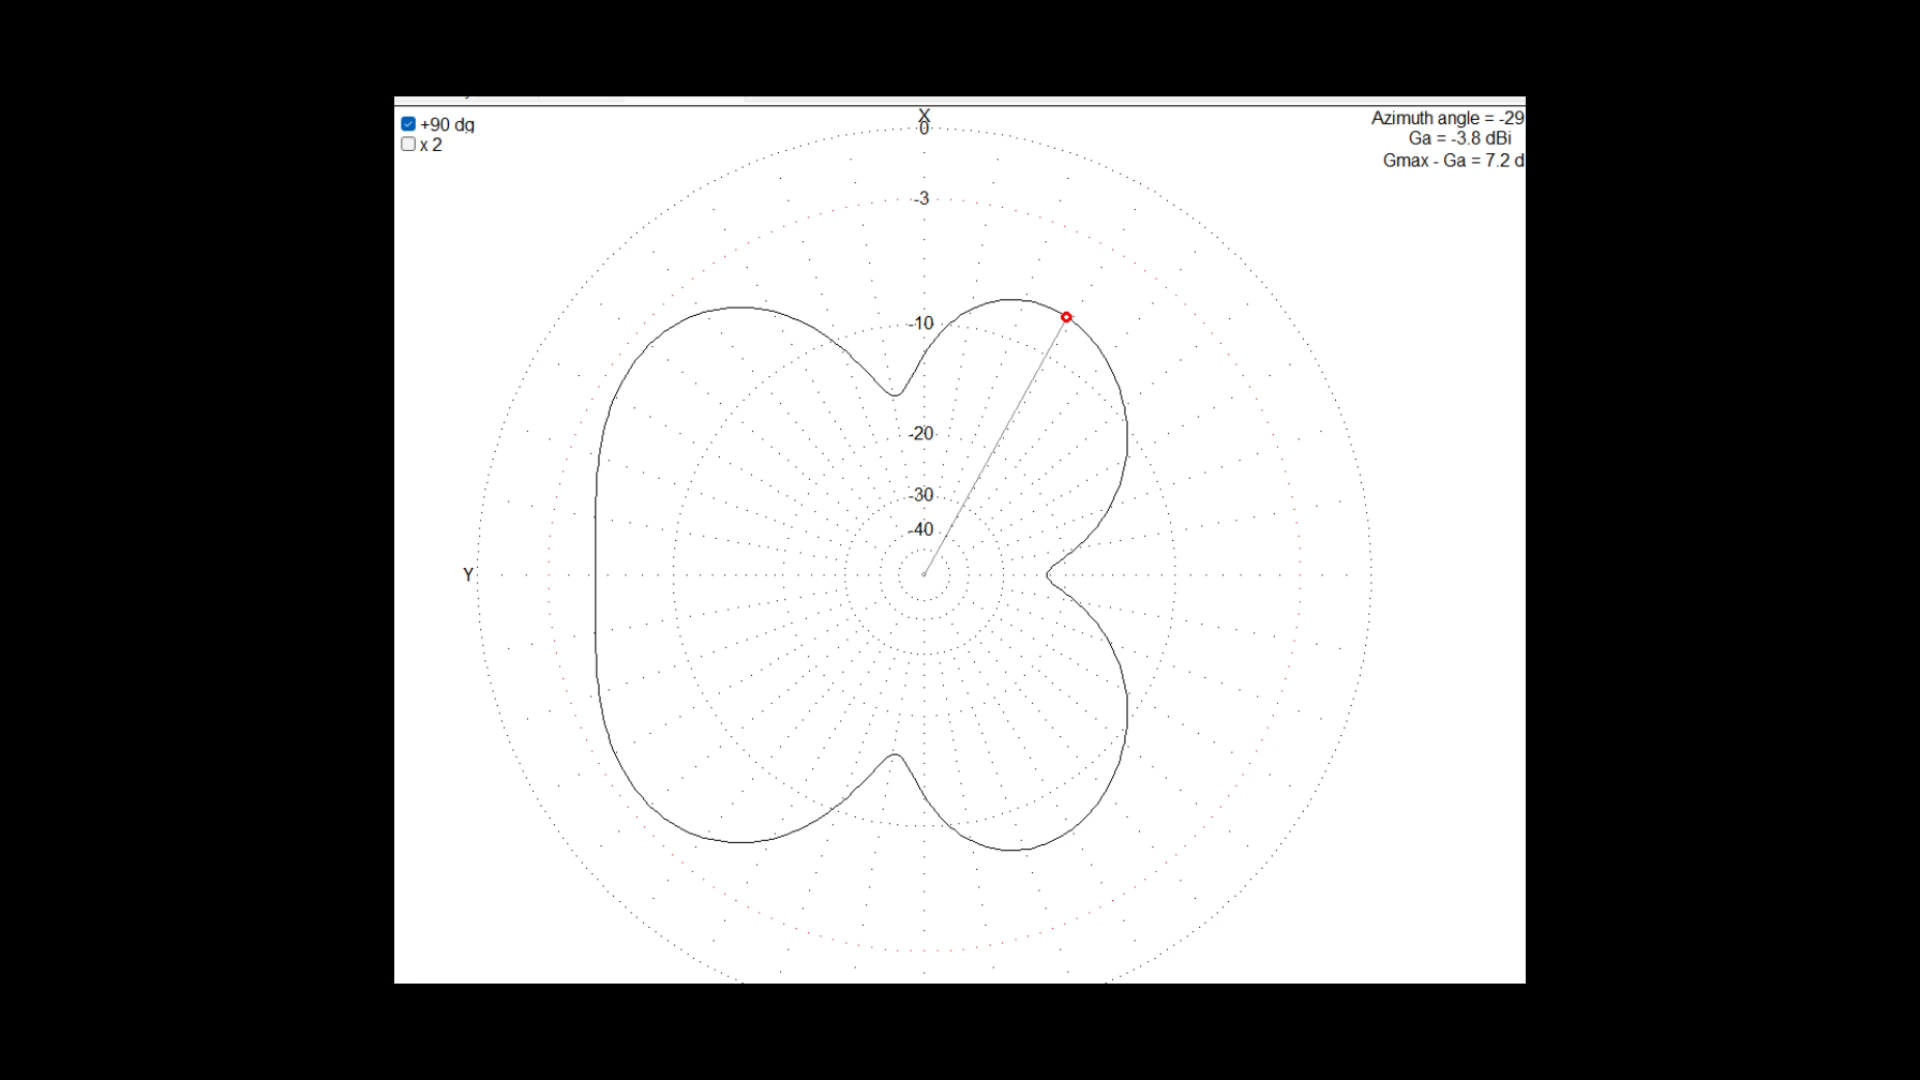 +90 dg
x 2
Azimuth angle = -29
Ga = -3.8 dBi
Gmax - Ga = 7.2 d
X
0
-3
-10
-20
-30
-40
Y